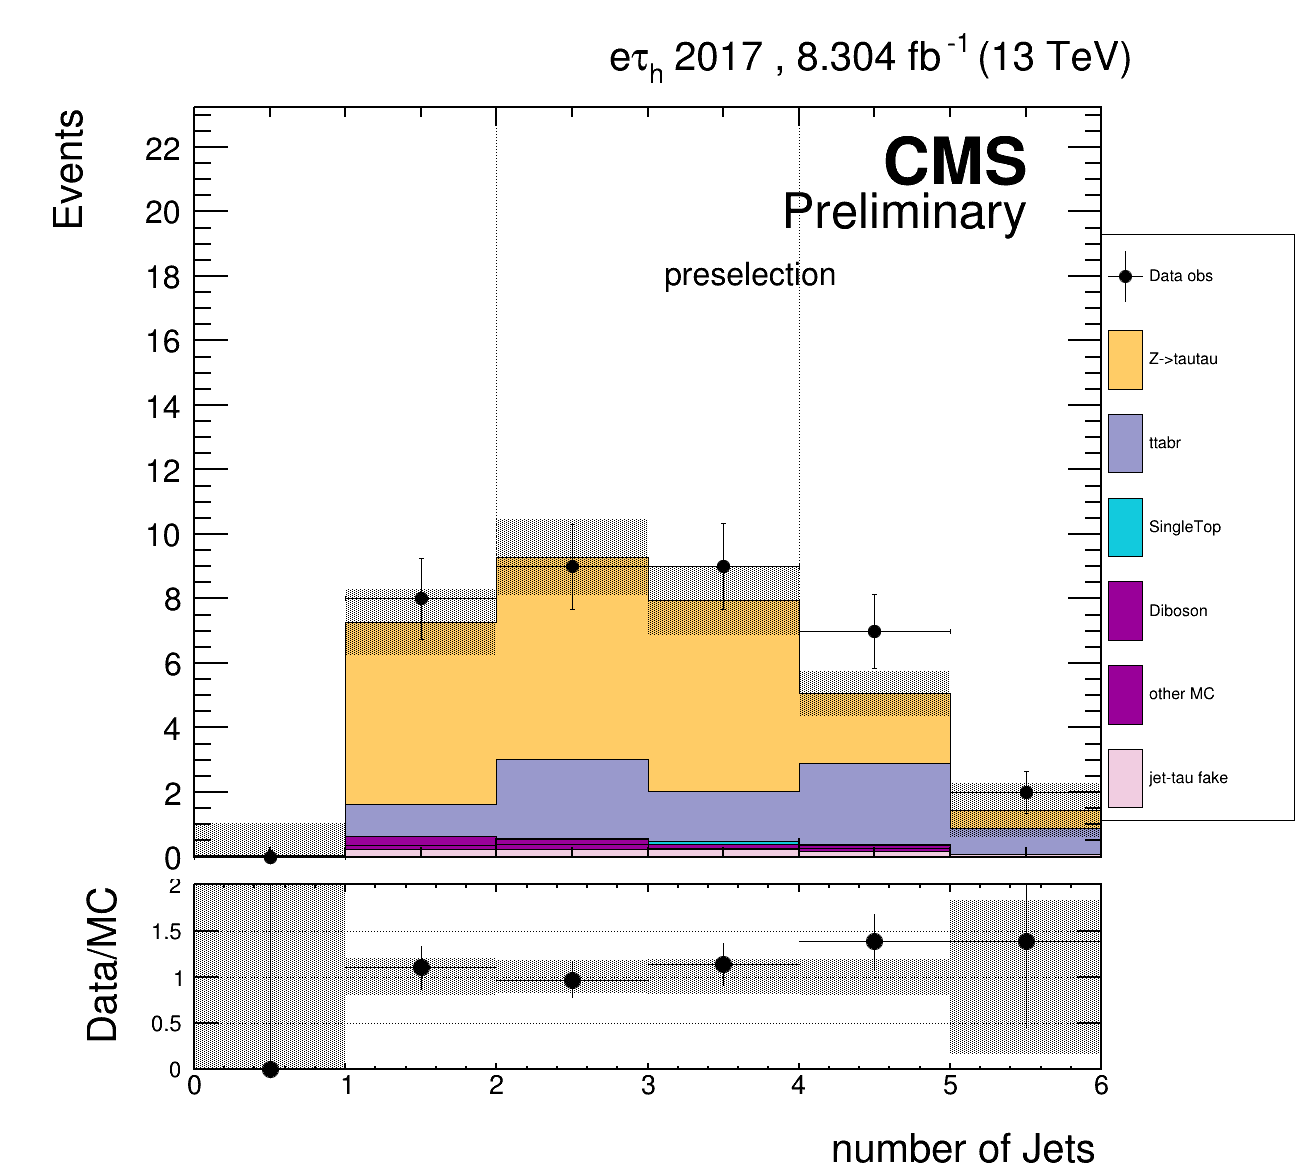 eτh 2017 , 8.304 fb-1 (13 TeV)
Events
22
20
18
16
14
12
10
8
6
4
2
0
CMS
Preliminary
preselection
Data obs
Z->tautau
ttabr
SingleTop
Diboson
other MC
jet-tau fake
Data/MC
2
1.5
1
0.5
0
0 1 2 3 4 5 6
number of Jets